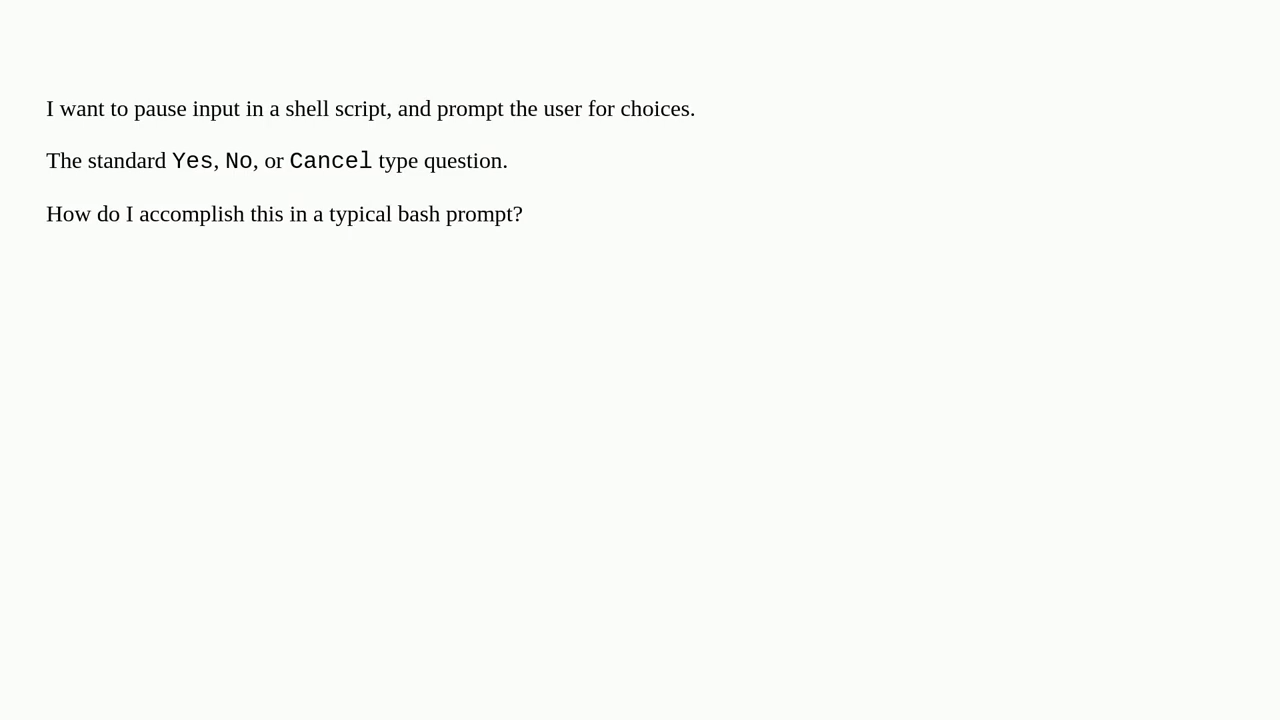 I want to pause input in a shell script, and prompt the user for choices.
The standard Yes, No, or Cancel type question.
How do I accomplish this in a typical bash prompt?